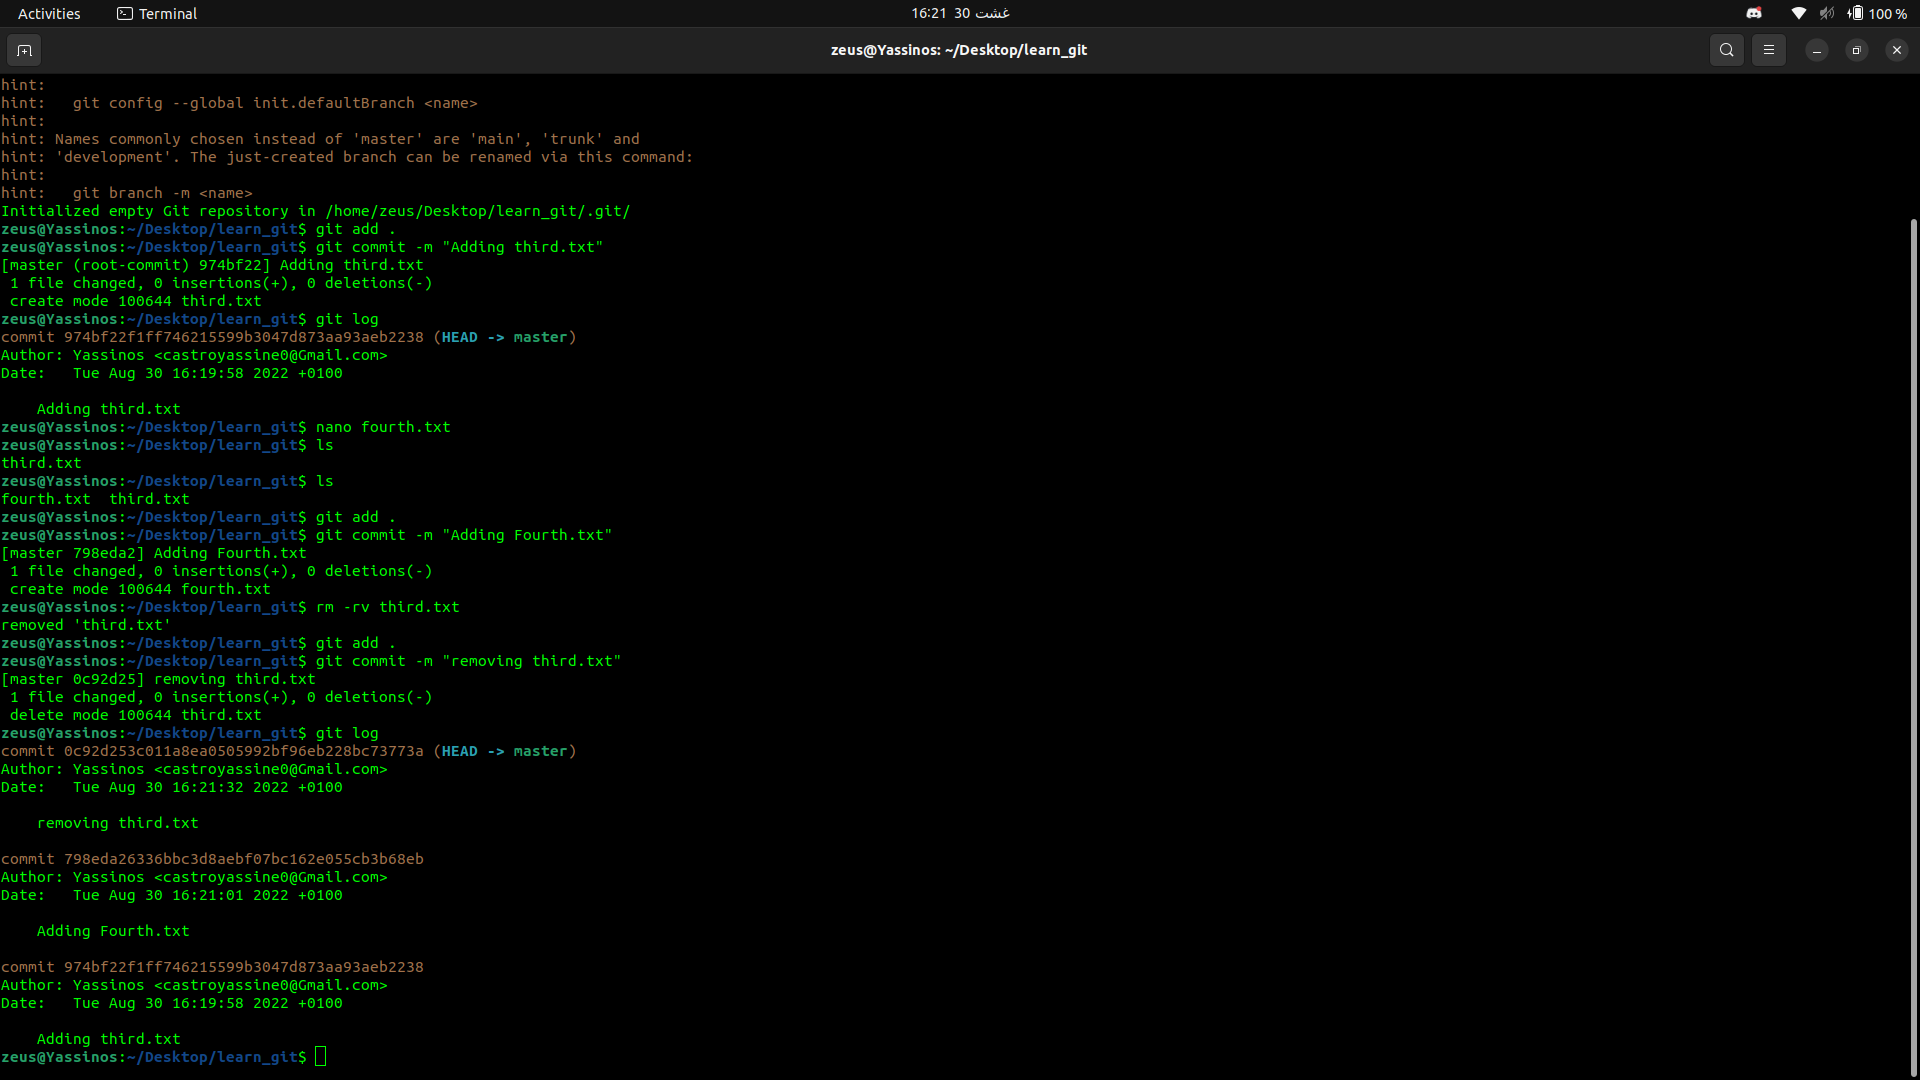 Activities Terminal 16:21 30 غشت 100 %
zeus@Yassinos: ~/Desktop/learn_git
hint:
hint:   git config --global init.defaultBranch <name>
hint:
hint: Names commonly chosen instead of 'master' are 'main', 'trunk' and
hint: 'development'. The just-created branch can be renamed via this command:
hint:
hint:   git branch -m <name>
Initialized empty Git repository in /home/zeus/Desktop/learn_git/.git/
zeus@Yassinos:~/Desktop/learn_git$ git add .
zeus@Yassinos:~/Desktop/learn_git$ git commit -m "Adding third.txt"
[master (root-commit) 974bf22] Adding third.txt
 1 file changed, 0 insertions(+), 0 deletions(-)
 create mode 100644 third.txt
zeus@Yassinos:~/Desktop/learn_git$ git log
commit 974bf22f1ff746215599b3047d873aa93aeb2238 (HEAD -> master)
Author: Yassinos <castroyassine0@Gmail.com>
Date:   Tue Aug 30 16:19:58 2022 +0100
    Adding third.txt
zeus@Yassinos:~/Desktop/learn_git$ nano fourth.txt
zeus@Yassinos:~/Desktop/learn_git$ ls
third.txt
zeus@Yassinos:~/Desktop/learn_git$ ls
fourth.txt  third.txt
zeus@Yassinos:~/Desktop/learn_git$ git add .
zeus@Yassinos:~/Desktop/learn_git$ git commit -m "Adding Fourth.txt"
[master 798eda2] Adding Fourth.txt
 1 file changed, 0 insertions(+), 0 deletions(-)
 create mode 100644 fourth.txt
zeus@Yassinos:~/Desktop/learn_git$ rm -rv third.txt
removed 'third.txt'
zeus@Yassinos:~/Desktop/learn_git$ git add .
zeus@Yassinos:~/Desktop/learn_git$ git commit -m "removing third.txt"
[master 0c92d25] removing third.txt
 1 file changed, 0 insertions(+), 0 deletions(-)
 delete mode 100644 third.txt
zeus@Yassinos:~/Desktop/learn_git$ git log
commit 0c92d253c011a8ea0505992bf96eb228bc73773a (HEAD -> master)
Author: Yassinos <castroyassine0@Gmail.com>
Date:   Tue Aug 30 16:21:32 2022 +0100
    removing third.txt
commit 798eda26336bbc3d8aebf07bc162e055cb3b68eb
Author: Yassinos <castroyassine0@Gmail.com>
Date:   Tue Aug 30 16:21:01 2022 +0100
    Adding Fourth.txt
commit 974bf22f1ff746215599b3047d873aa93aeb2238
Author: Yassinos <castroyassine0@Gmail.com>
Date:   Tue Aug 30 16:19:58 2022 +0100
    Adding third.txt
zeus@Yassinos:~/Desktop/learn_git$